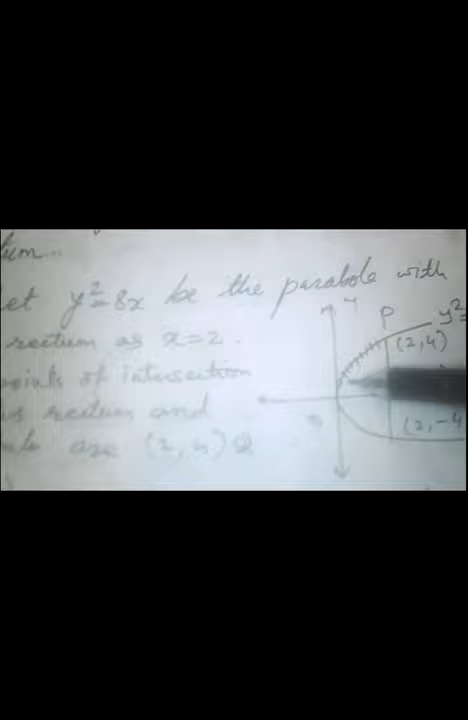 et y²=8x be the parabola with
rectum as x=2.
points of intersection
rectum and
are (2,4) &
y
P
y²=
(2,4)
(2,-4